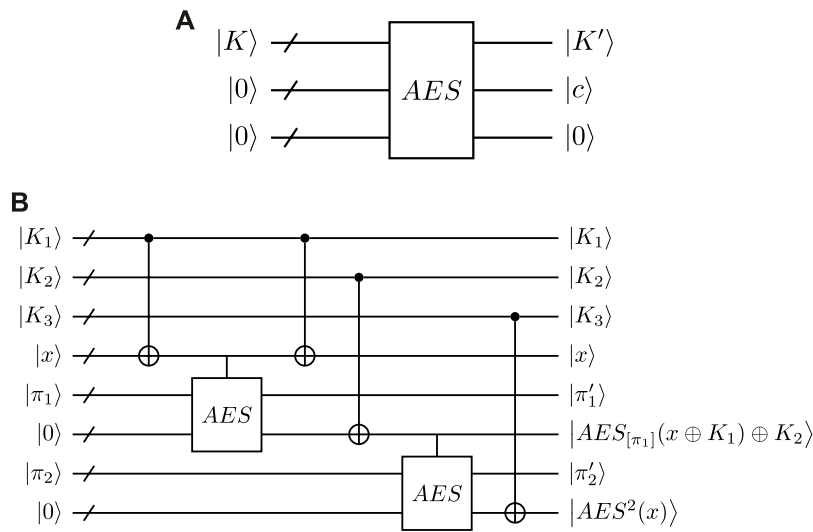 A
|K⟩ |K′⟩
|0⟩ AES |c⟩
|0⟩ |0⟩
B
|K₁⟩ |K₁⟩
|K₂⟩ |K₂⟩
|K₃⟩ |K₃⟩
|x⟩ |x⟩
|π₁⟩ AES |π′₁⟩
|0⟩ |AES_[π₁](x ⊕ K₁) ⊕ K₂⟩
|π₂⟩ AES |π′₂⟩
|0⟩ |AES²(x)⟩